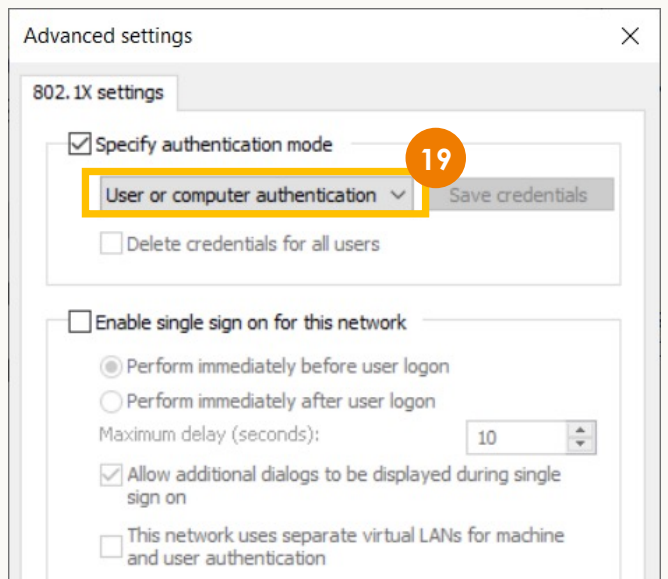 Advanced settings
802.1X settings
Specify authentication mode
19
User or computer authentication
Save credentials
Delete credentials for all users
Enable single sign on for this network
Perform immediately before user logon
Perform immediately after user logon
Maximum delay (seconds):
10
Allow additional dialogs to be displayed during single
sign on
This network uses separate virtual LANs for machine
and user authentication